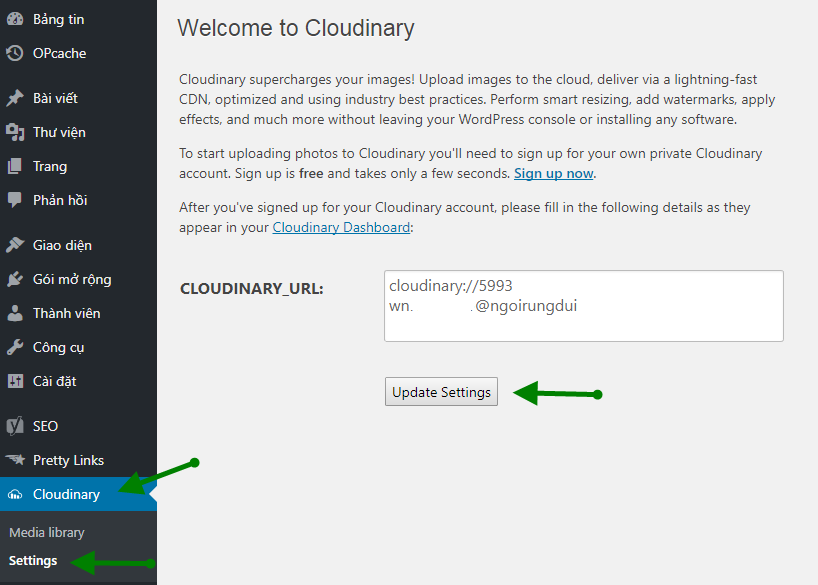 Bảng tin
OPcache
Bài viết
Thư viện
Trang
Phản hồi
Giao diện
Gói mở rộng
Thành viên
Công cụ
Cài đặt
SEO
Pretty Links
Cloudinary
Media library
Settings
Welcome to Cloudinary
Cloudinary supercharges your images! Upload images to the cloud, deliver via a lightning-fast
CDN, optimized and using industry best practices. Perform smart resizing, add watermarks, apply
effects, and much more without leaving your WordPress console or installing any software.
To start uploading photos to Cloudinary you'll need to sign up for your own private Cloudinary
account. Sign up is free and takes only a few seconds. Sign up now.
After you've signed up for your Cloudinary account, please fill in the following details as they
appear in your Cloudinary Dashboard:
CLOUDINARY_URL:
cloudinary://5993
wn. .@ngoirungdui
Update Settings